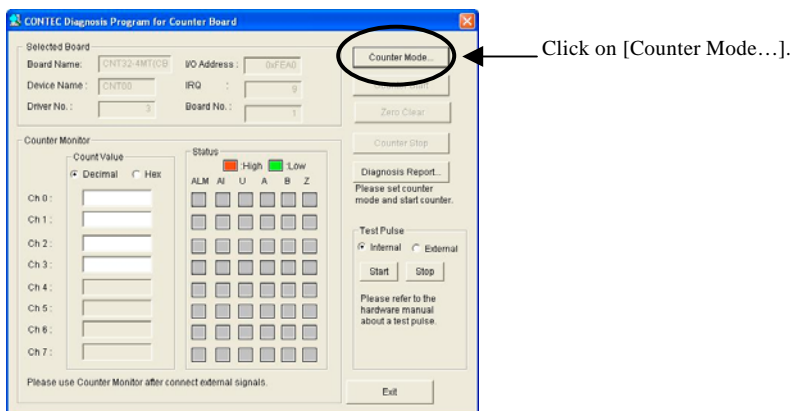 CONTEC Diagnosis Program for Counter Board
Selected Board
Board Name: CNT32-4MT(CB I/O Address : 0xFEA0
Device Name : CNT00 IRQ : 9
Driver No. : 3 Board No. : 1
Counter Mode...
Click on [Counter Mode…].
Zero Clear
Counter Stop
Diagnosis Report...
Please set counter
mode and start counter.
Counter Monitor
Count Value
Decimal Hex
Status
:High :Low
ALM AI U A B Z
Ch 0 :
Ch 1 :
Ch 2 :
Ch 3 :
Ch 4 :
Ch 5 :
Ch 6 :
Ch 7 :
Test Pulse
Internal External
Start Stop
Please refer to the
hardware manual
about a test pulse.
Please use Counter Monitor after connect external signals.
Exit